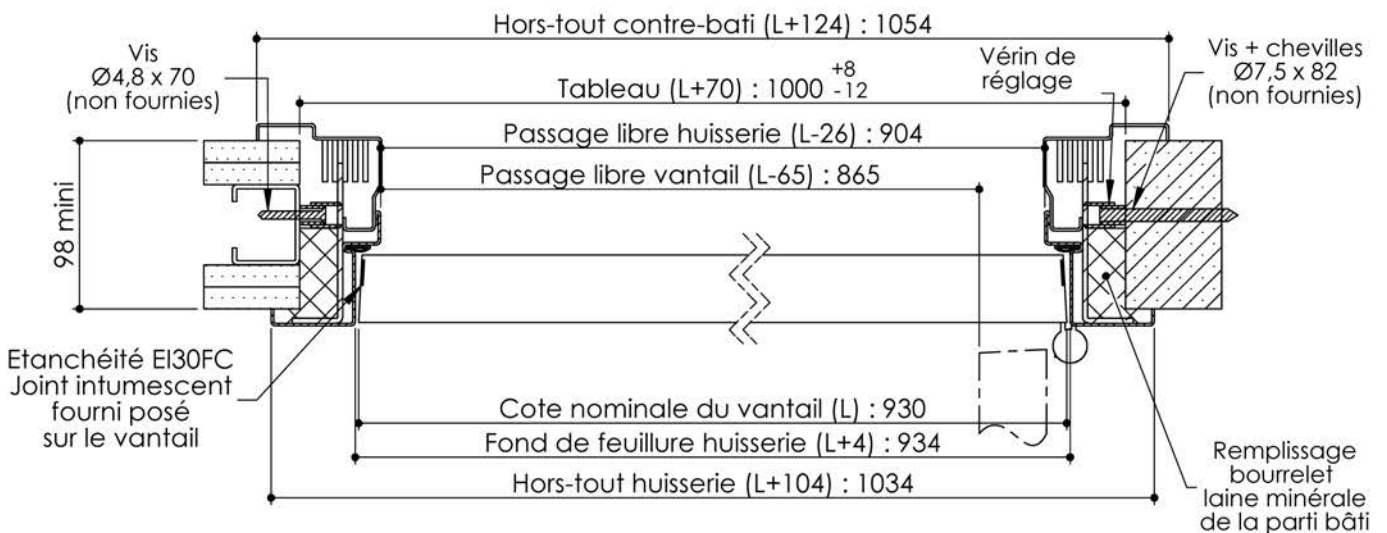 Hors-tout contre-bati (L+124) : 1054
Vis
Ø4,8 x 70
(non fournies)
Tableau (L+70) : 1000 +8 -12
Vérin de
réglage
Vis + chevilles
Ø7,5 x 82
(non fournies)
Passage libre huisserie (L-26) : 904
Passage libre vantail (L-65) : 865
98 mini
Etanchéité EI30FC
Joint intumescent
fourni posé
sur le vantail
Cote nominale du vantail (L) : 930
Fond de feuillure huisserie (L+4) : 934
Hors-tout huisserie (L+104) : 1034
Remplissage
bourrelet
laine minérale
de la parti bâti